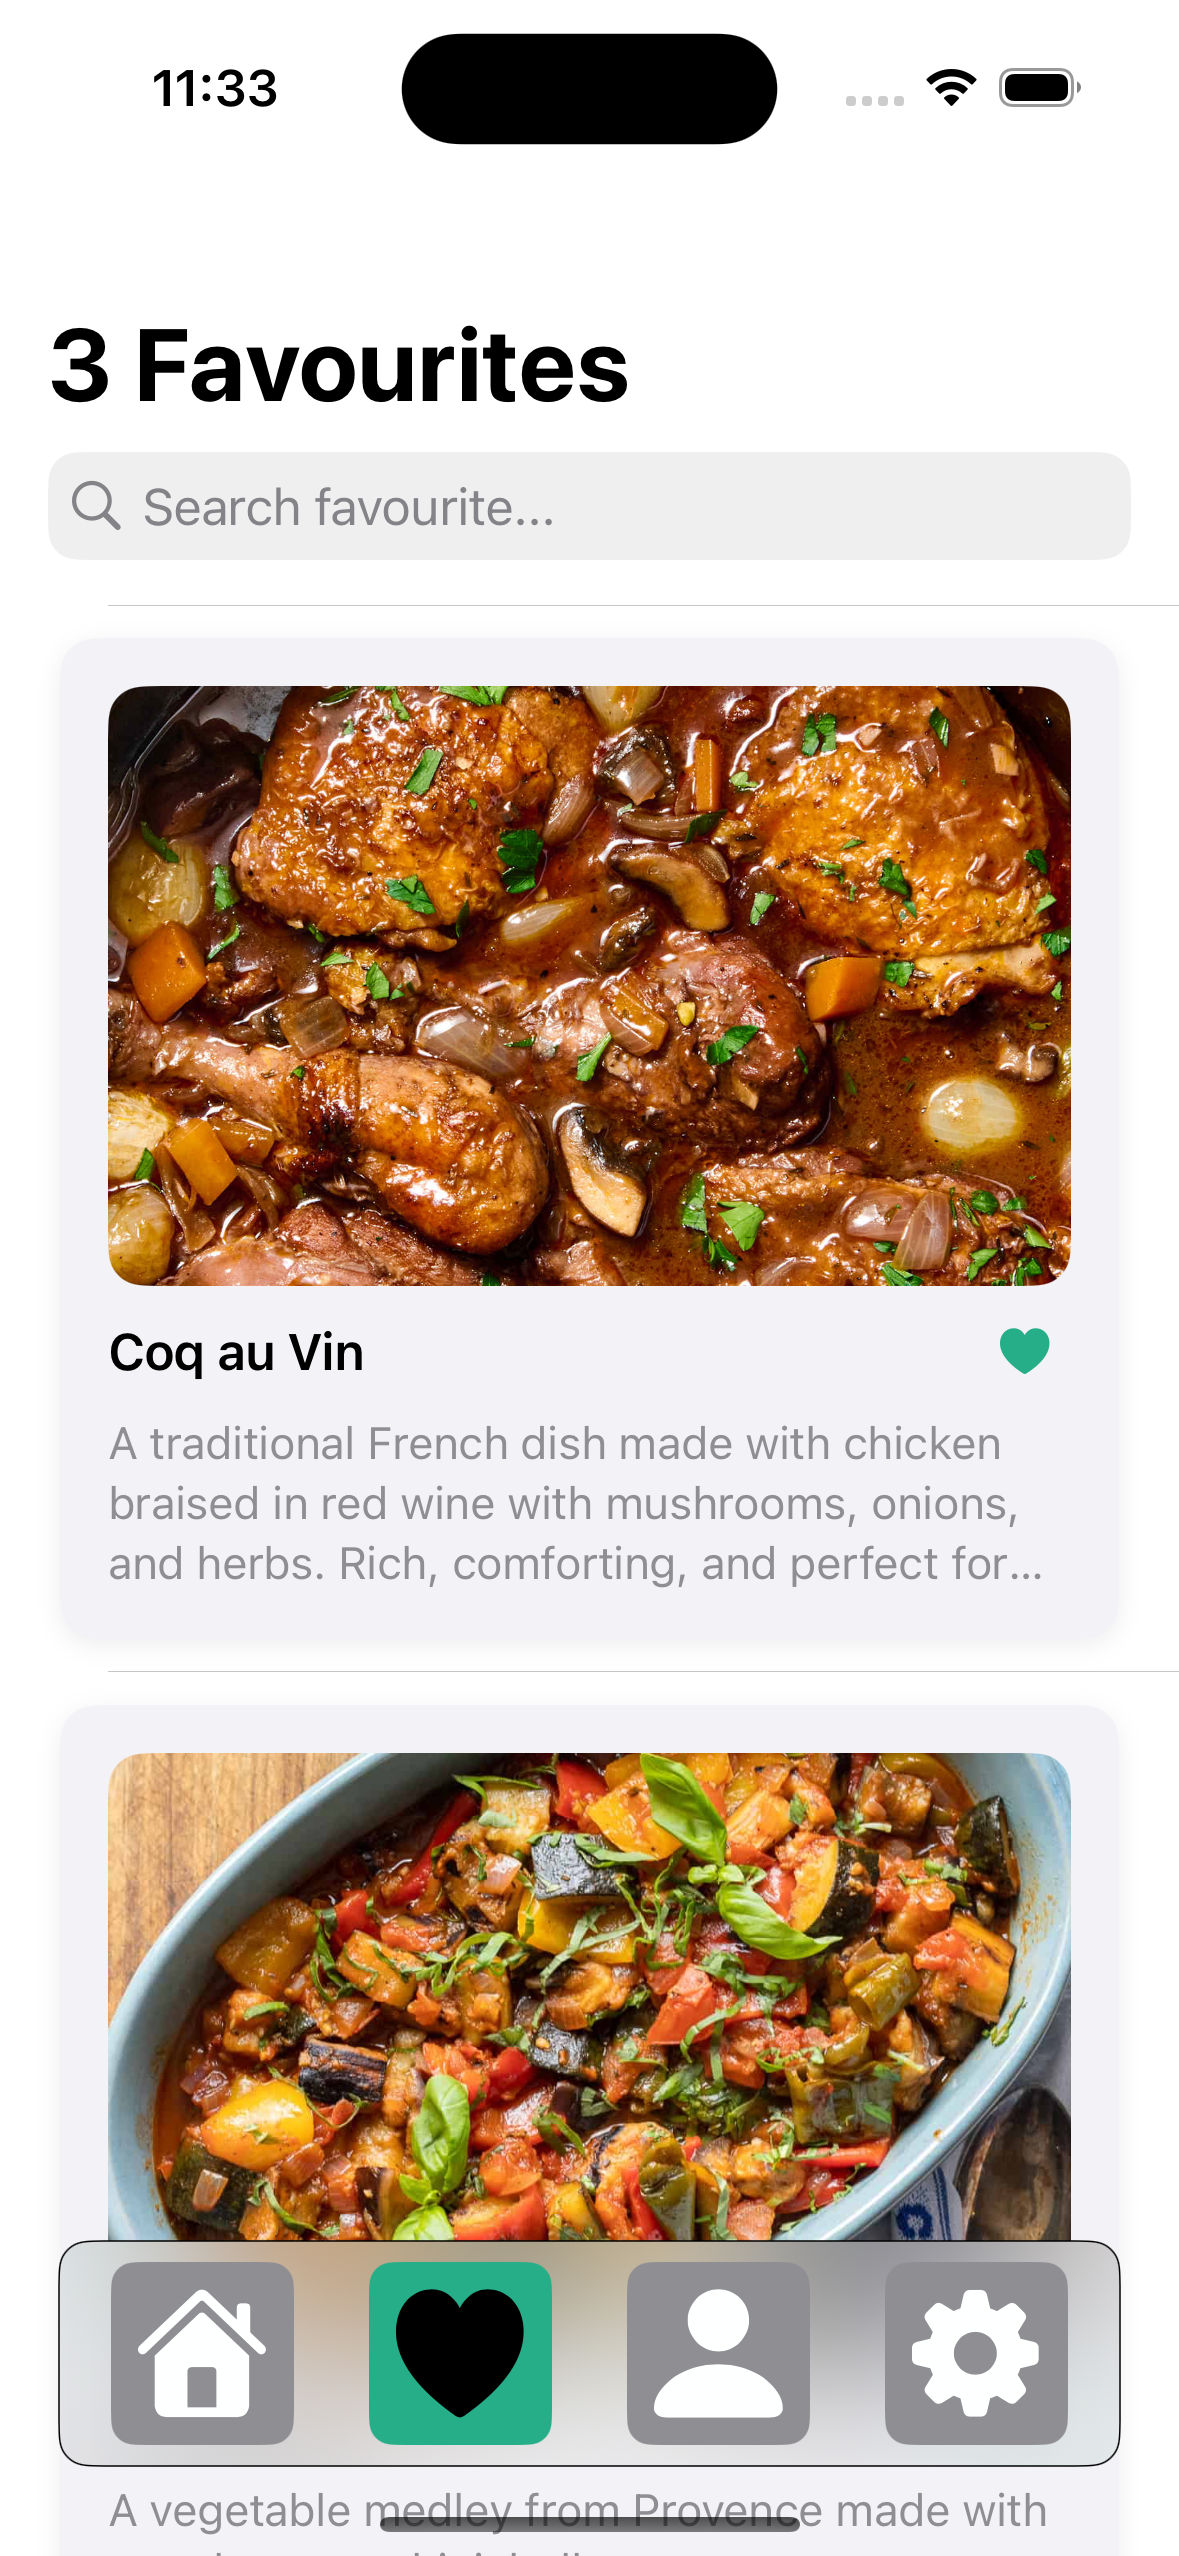 11:33
3 Favourites
Search favourite...
Coq au Vin
A traditional French dish made with chicken
braised in red wine with mushrooms, onions,
and herbs. Rich, comforting, and perfect for...
A vegetable medley from Provence made with